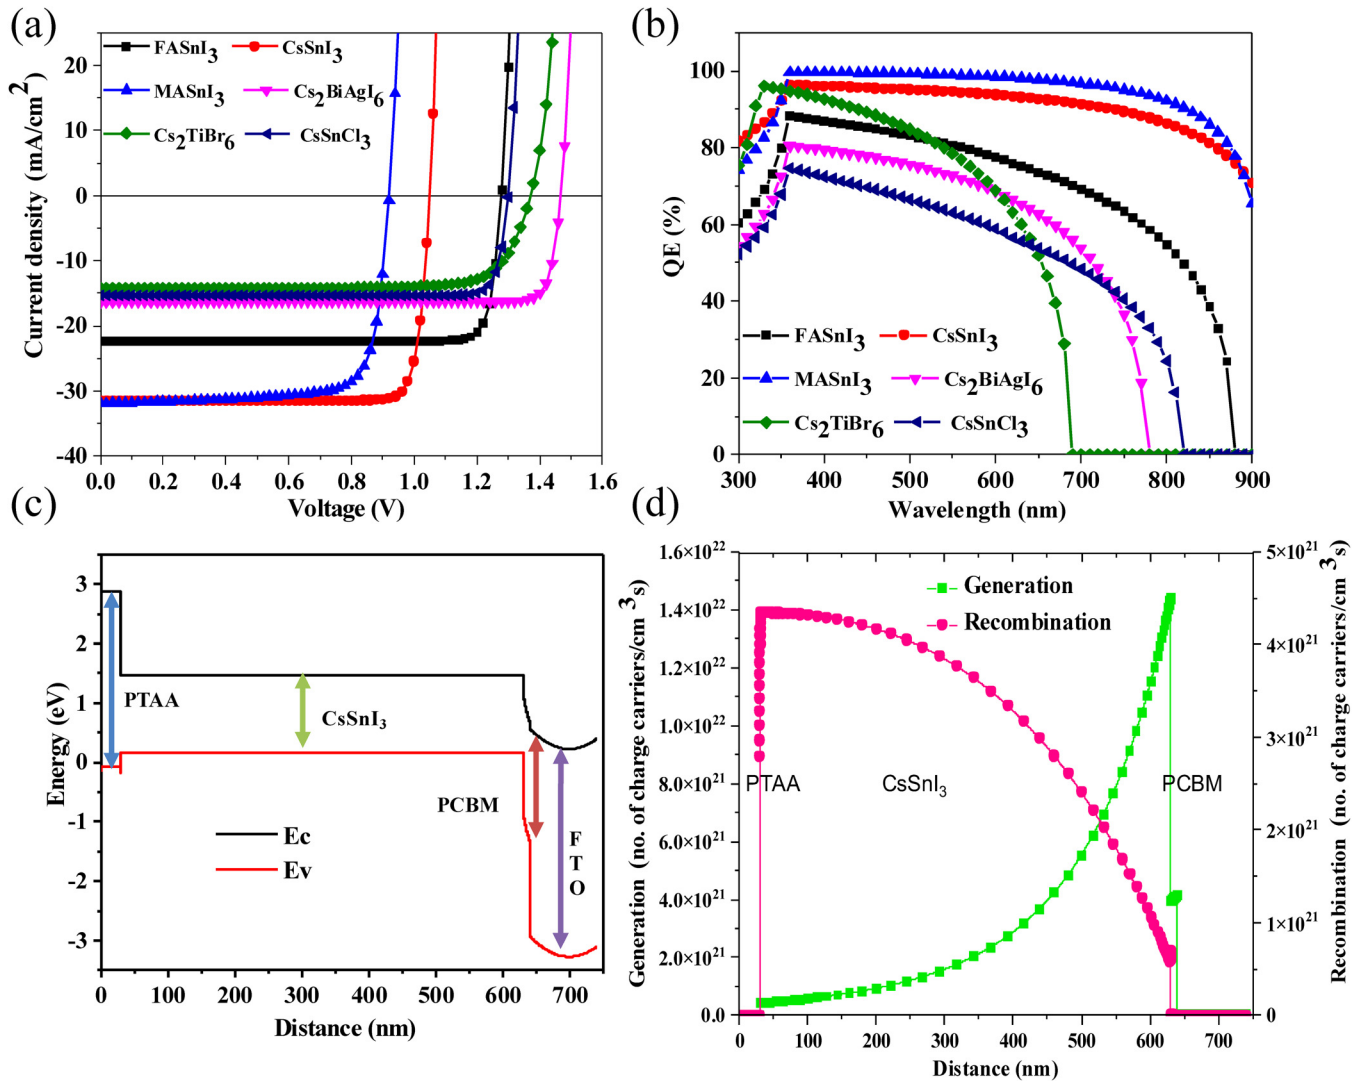 (a)
FASnI3 CsSnI3
MASnI3 Cs2BiAgI6
Cs2TiBr6 CsSnCl3
Current density (mA/cm2)
20
10
0
-10
-20
-30
-40
0.0 0.2 0.4 0.6 0.8 1.0 1.2 1.4 1.6
Voltage (V)
(b)
QE (%)
100
80
60
40
20
0
FASnI3 CsSnI3
MASnI3 Cs2BiAgI6
Cs2TiBr6 CsSnCl3
300 400 500 600 700 800 900
Wavelength (nm)
(c)
Energy (eV)
3
2
1
0
-1
-2
-3
PTAA
CsSnI3
PCBM
F
T
O
Ec
Ev
0 100 200 300 400 500 600 700
Distance (nm)
(d)
Generation (no. of charge carriers/cm 3s)
1.6×1022
1.4×1022
1.2×1022
1.0×1022
8.0×1021
6.0×1021
4.0×1021
2.0×1021
0.0
Generation
Recombination
PTAA CsSnI3 PCBM
5×1021
4×1021
3×1021
2×1021
1×1021
0
Recombination (no. of charge carriers/cm 3s)
0 100 200 300 400 500 600 700
Distance (nm)